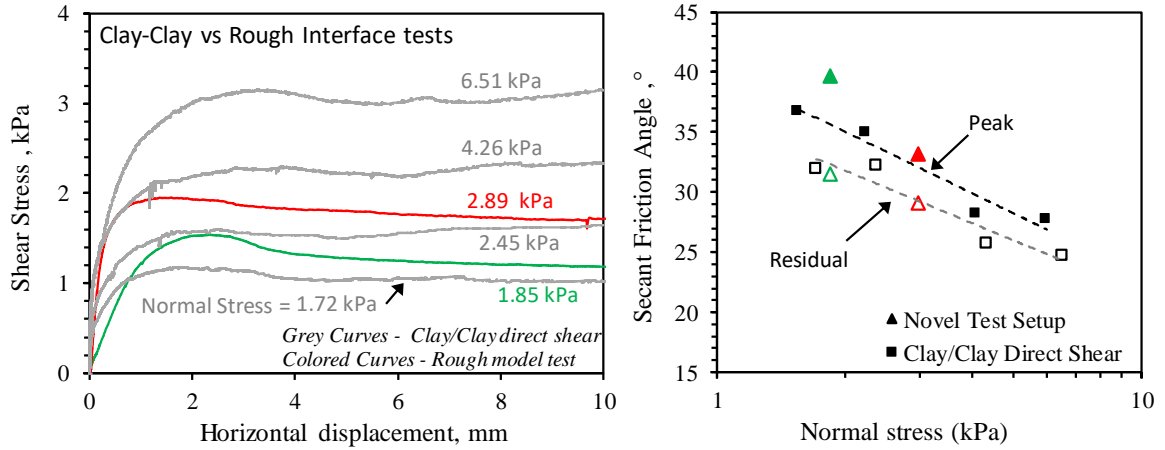 Clay-Clay vs Rough Interface tests
Shear Stress , kPa
4
3
2
1
0
6.51 kPa
4.26 kPa
2.89 kPa
2.45 kPa
Normal Stress = 1.72 kPa
1.85 kPa
Grey Curves - Clay/Clay direct shear
Colored Curves - Rough model test
0 2 4 6 8 10
Horizontal displacement, mm
Secant Friction Angle , °
45
40
35
30
25
20
15
Peak
Residual
Novel Test Setup
Clay/Clay Direct Shear
1 10
Normal stress (kPa)